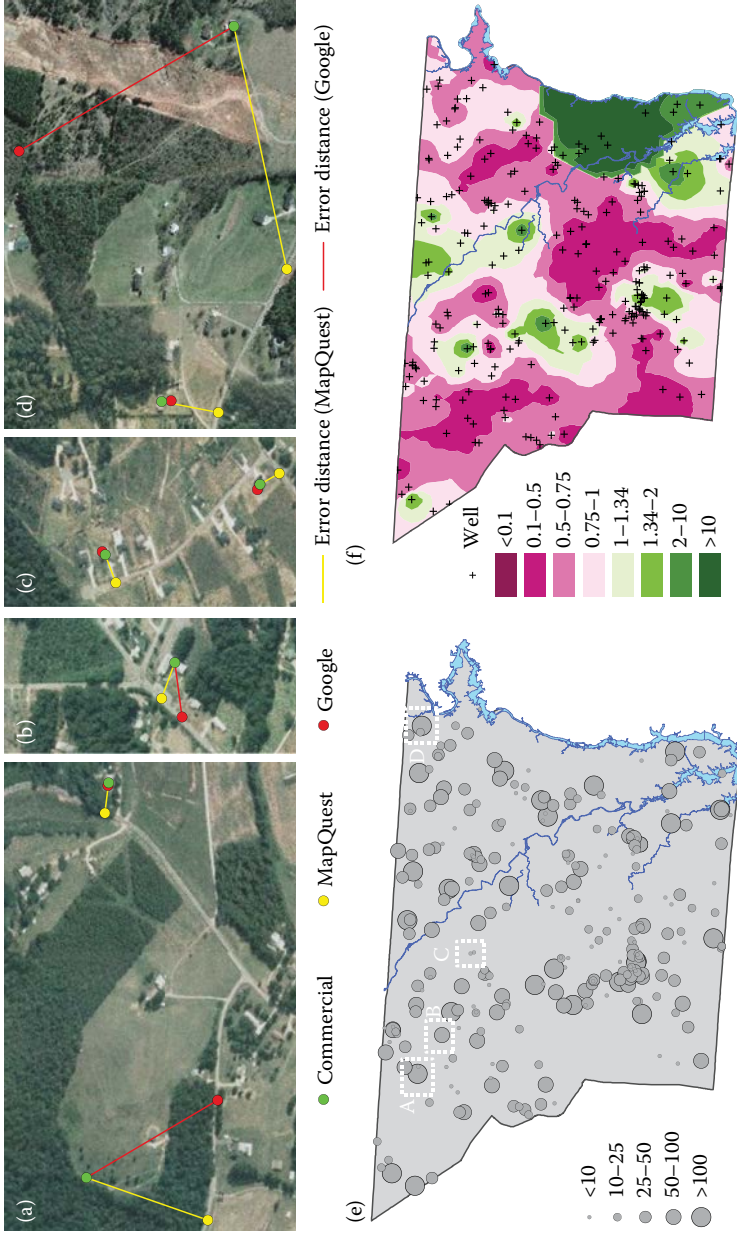 (a)
(b)
(c)
(d)
Commercial
MapQuest
Google
Error distance (MapQuest)
Error distance (Google)
(e)
A
B
C
D
<10
10–25
25–50
50–100
>100
(f)
Well
<0.1
0.1–0.5
0.5–0.75
0.75–1
1–1.34
1.34–2
2–10
>10